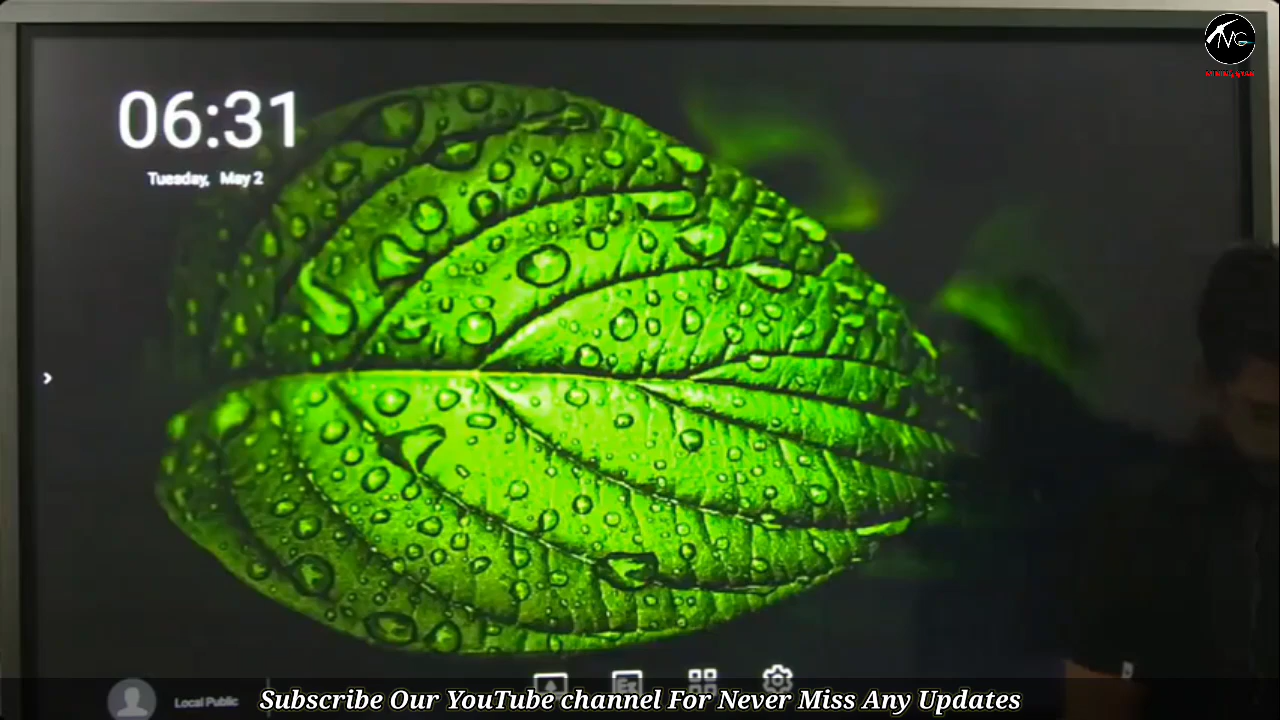 06:31
Tuesday, May 2
Local Public
Subscribe Our YouTube channel For Never Miss Any Updates